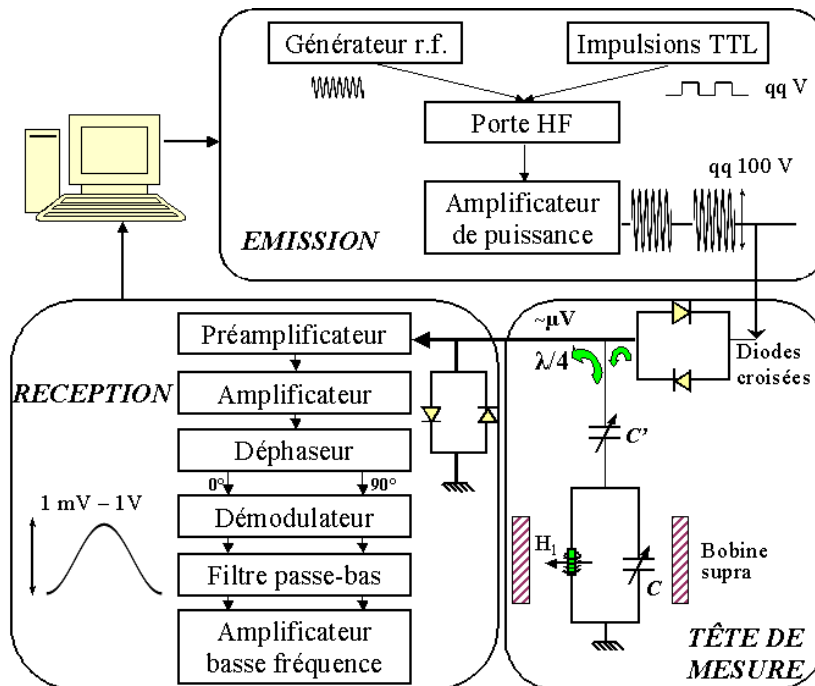 Générateur r.f.
Impulsions TTL
qq V
Porte HF
qq 100 V
Amplificateur
de puissance
EMISSION
Préamplificateur
RECEPTION
Amplificateur
Déphaseur
0°
90°
1 mV – 1V
Démodulateur
Filtre passe-bas
Amplificateur
basse fréquence
~µV
λ/4
Diodes
croisées
C'
H1
C
Bobine
supra
TÊTE DE
MESURE